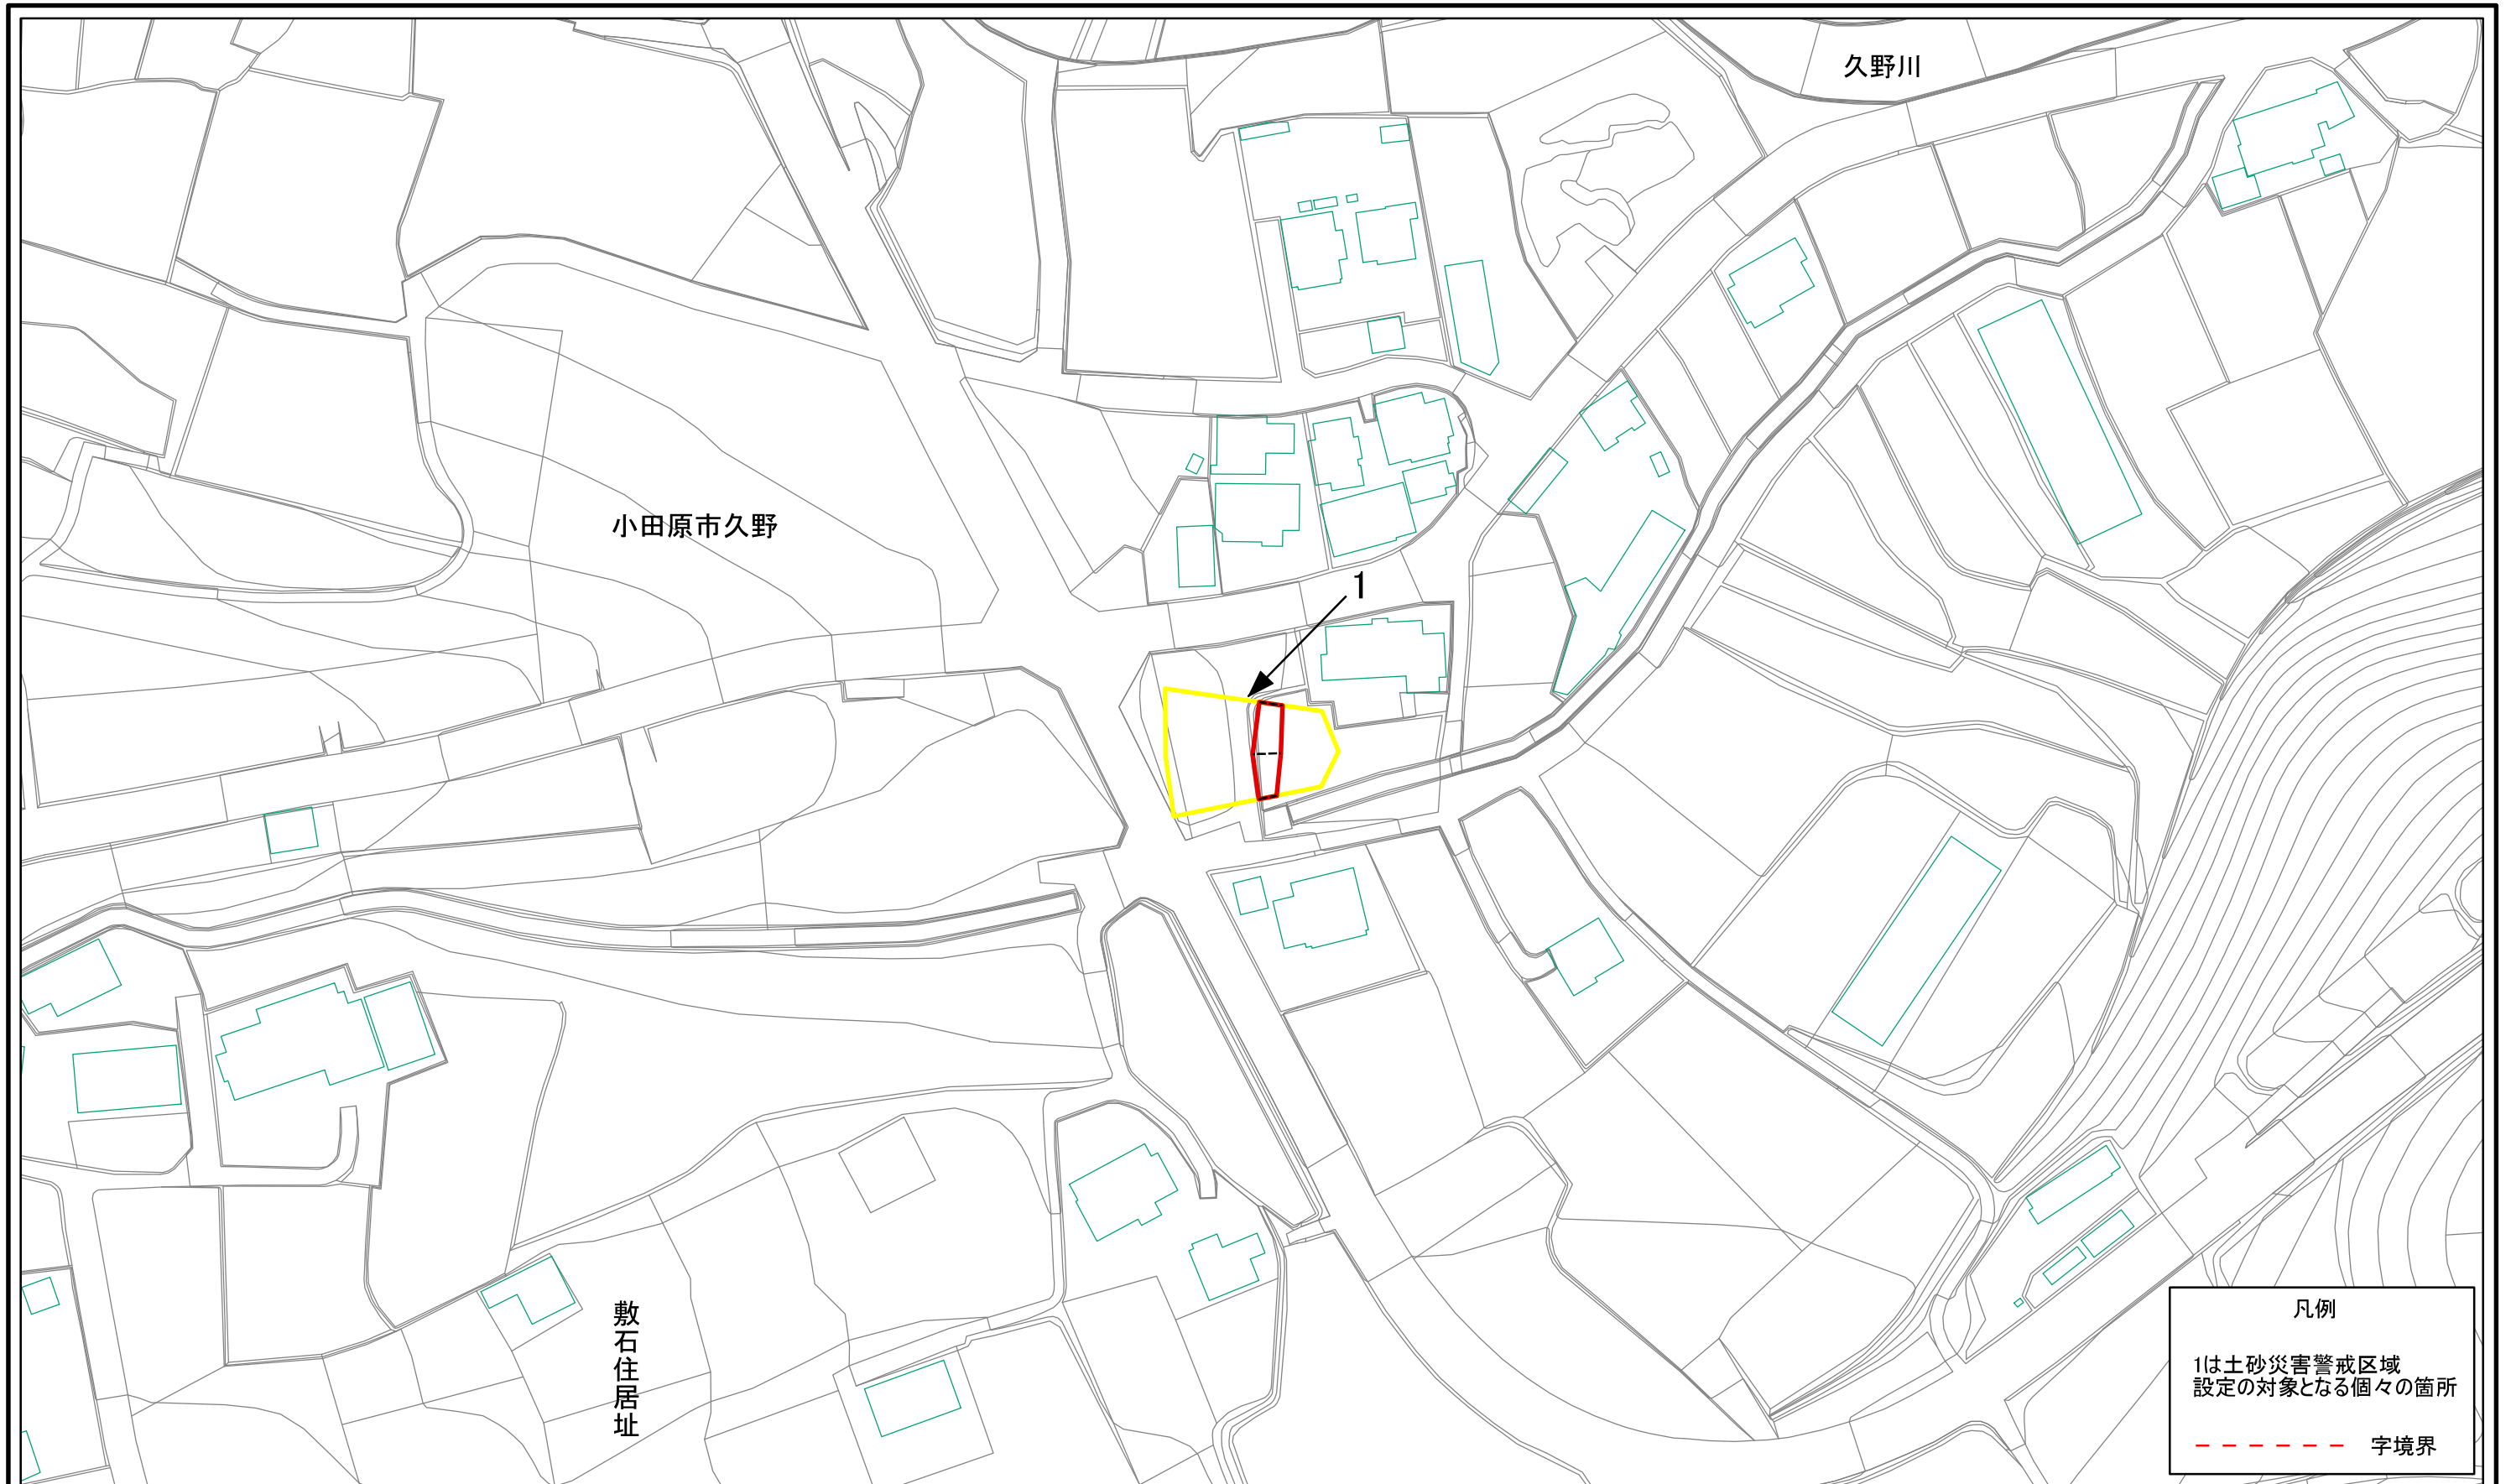 久野川
小田原市久野
1
敷石住居址
凡例
1は土砂災害警戒区域
設定の対象となる個々の箇所
字境界